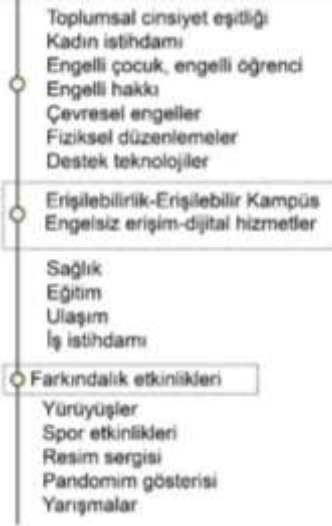 Toplumsal cinsiyet eşitliği
Kadın istihdamı
Engelli çocuk, engelli öğrenci
Engelli hakkı
Çevresel engeller
Fiziksel düzenlemeler
Destek teknolojiler
Erişilebilirlik-Erişilebilir Kampüs
Engelsiz erişim-dijital hizmetler
Sağlık
Eğitim
Ulaşım
İş istihdamı
Farkındalık etkinlikleri
Yürüyüşler
Spor etkinlikleri
Resim sergisi
Pandomim gösterisi
Yarışmalar